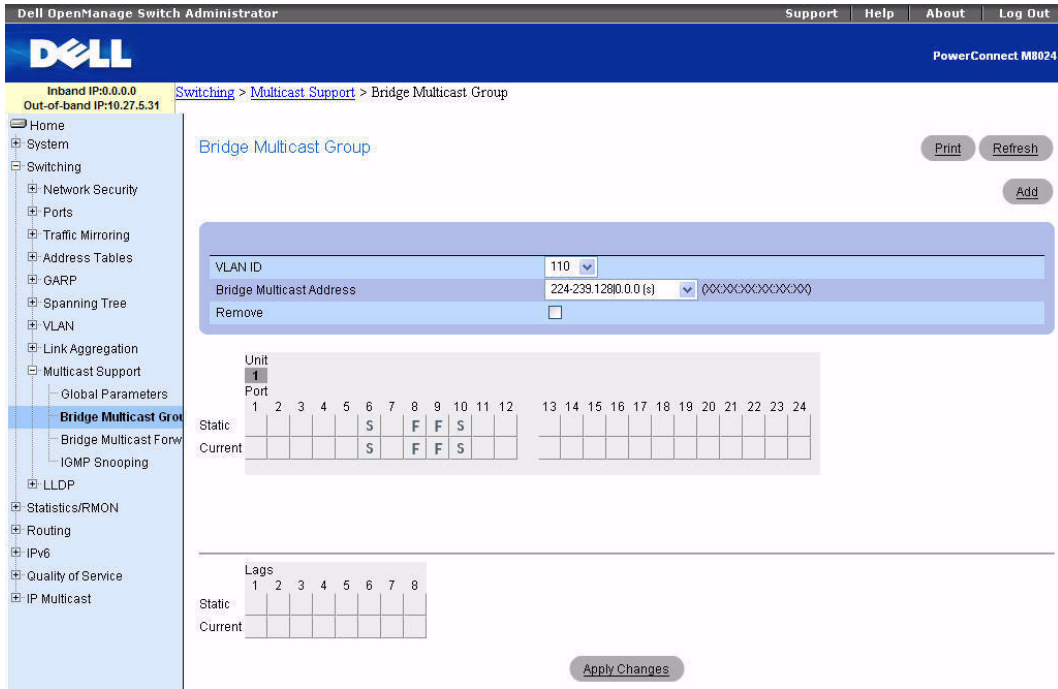 Dell OpenManage Switch Administrator
Support Help About Log Out
DELL
PowerConnect M8024
Inband IP:0.0.0.0
Out-of-band IP:10.27.5.31
Switching > Multicast Support > Bridge Multicast Group
Home
System
Switching
Network Security
Ports
Traffic Mirroring
Address Tables
GARP
Spanning Tree
VLAN
Link Aggregation
Multicast Support
Global Parameters
Bridge Multicast Grou
Bridge Multicast Forw
IGMP Snooping
LLDP
Statistics/RMON
Routing
IPv6
Quality of Service
IP Multicast
Bridge Multicast Group
Print Refresh
Add
VLAN ID 110
Bridge Multicast Address 224-239.128|0.0.0 (s) (XX:XX:XX:XX:XX:XX)
Remove
Unit
1
Port
1 2 3 4 5 6 7 8 9 10 11 12 13 14 15 16 17 18 19 20 21 22 23 24
Static S F F S
Current S F F S
Lags
1 2 3 4 5 6 7 8
Static
Current
Apply Changes